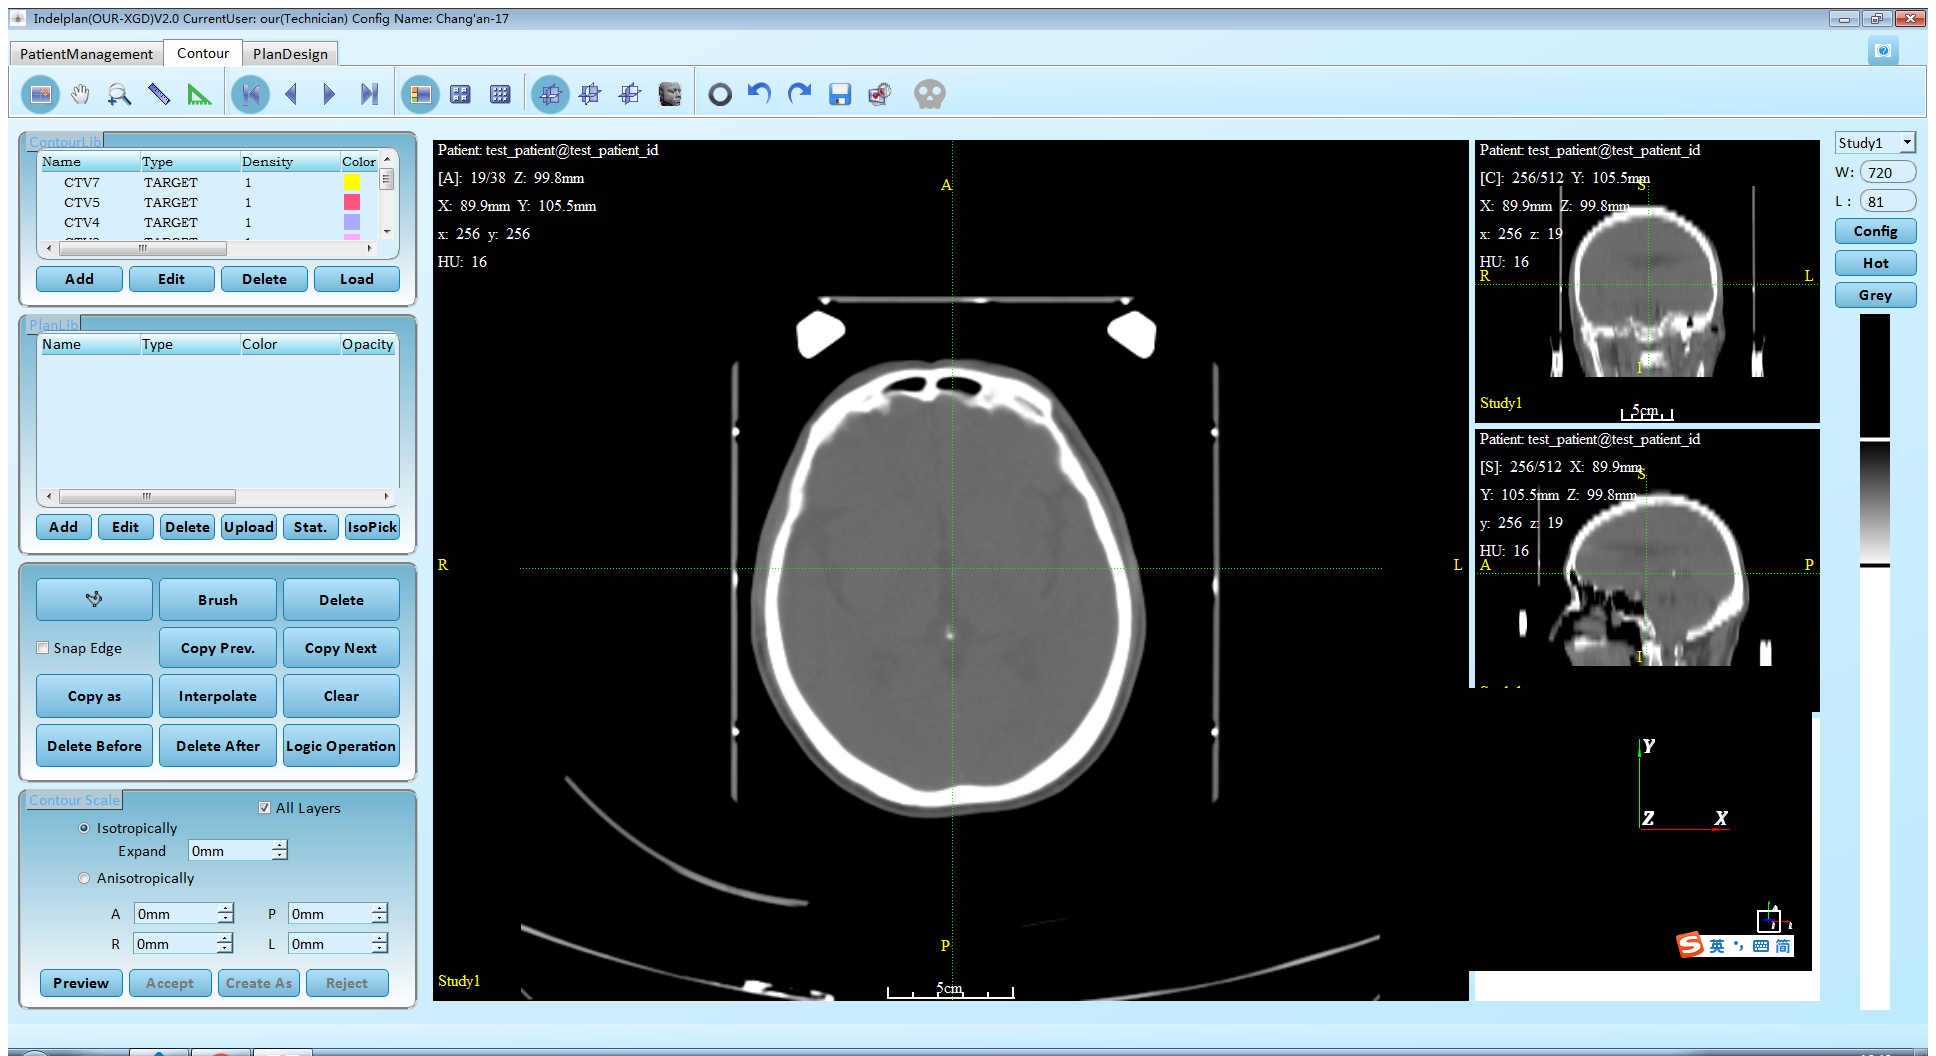 Indelplan(OUR-XGD)V2.0 CurrentUser: our(Technician) Config Name: Chang'an-17
PatientManagement Contour PlanDesign
ContourLib
Name Type Density Color
CTV7 TARGET 1
CTV5 TARGET 1
CTV4 TARGET 1
Add Edit Delete Load
PlanLib
Name Type Color Opacity
Add Edit Delete Upload Stat. IsoPick
Brush Delete
Snap Edge Copy Prev. Copy Next
Copy as Interpolate Clear
Delete Before Delete After Logic Operation
Contour Scale
All Layers
Isotropically
Expand 0mm
Anisotropically
A 0mm P 0mm
R 0mm L 0mm
Preview Accept Create As Reject
Patient: test_patient@test_patient_id
[A]: 19/38 Z: 99.8mm
X: 89.9mm Y: 105.5mm
x: 256 y: 256
HU: 16
A
R
L
P
Study1
5cm
Patient: test_patient@test_patient_id
[C]: 256/512 Y: 105.5mm
S
X: 89.9mm Z: 99.8mm
x: 256 z: 19
HU: 16
R L
I
Study1
5cm
Patient: test_patient@test_patient_id
[S]: 256/512 X: 89.9mm
S
Y: 105.5mm Z: 99.8mm
y: 256 z: 19
HU: 16
A P
I
Y
Z X
S 英 简
Study1
W: 720
L: 81
Config
Hot
Grey